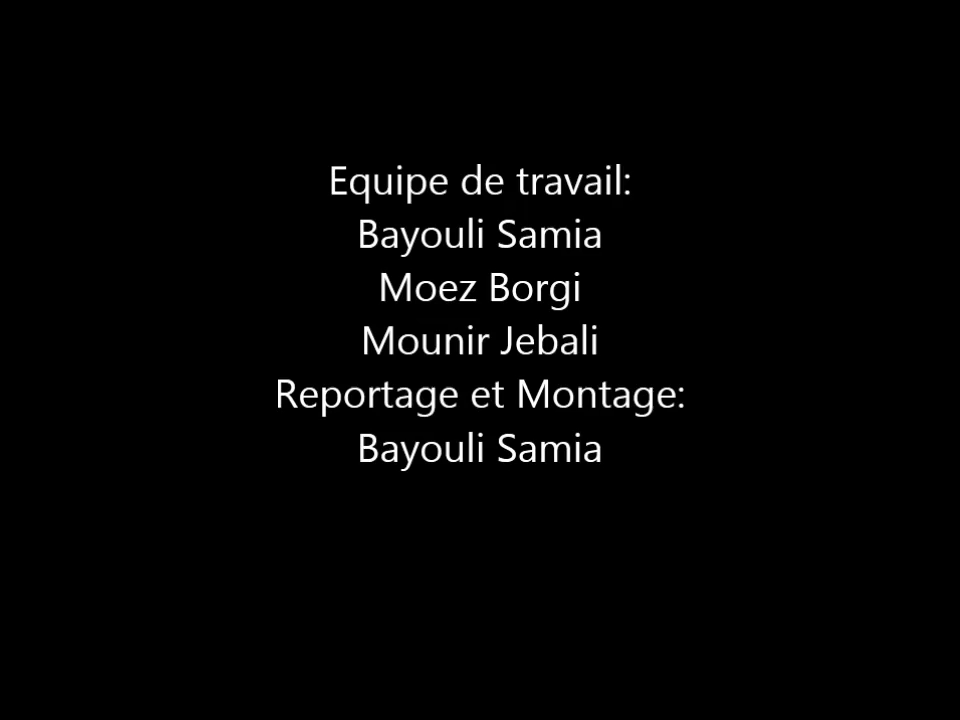 Equipe de travail:
Bayouli Samia
Moez Borgi
Mounir Jebali
Reportage et Montage:
Bayouli Samia